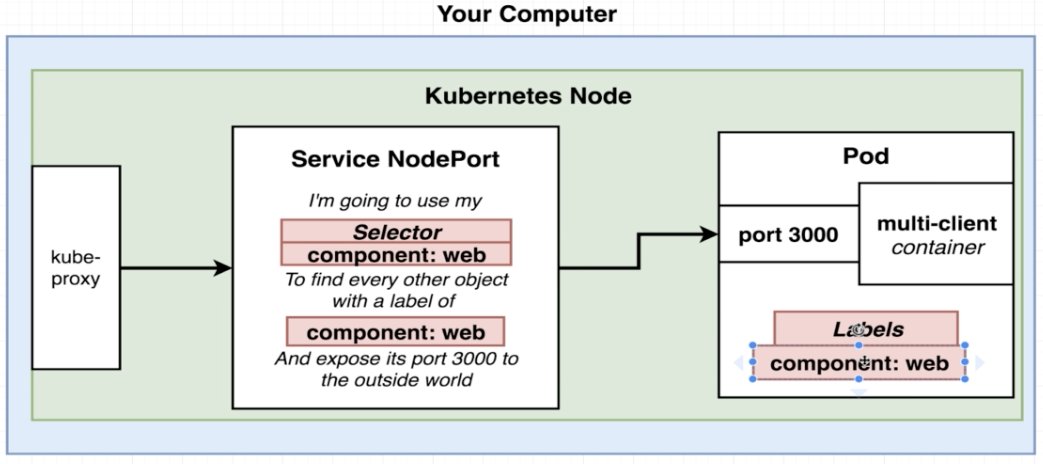 Your Computer
Kubernetes Node
kube-
proxy
Service NodePort
I'm going to use my
Selector
component: web
To find every other object
with a label of
component: web
And expose its port 3000 to
the outside world
Pod
port 3000
multi-client
container
Labels
component: web